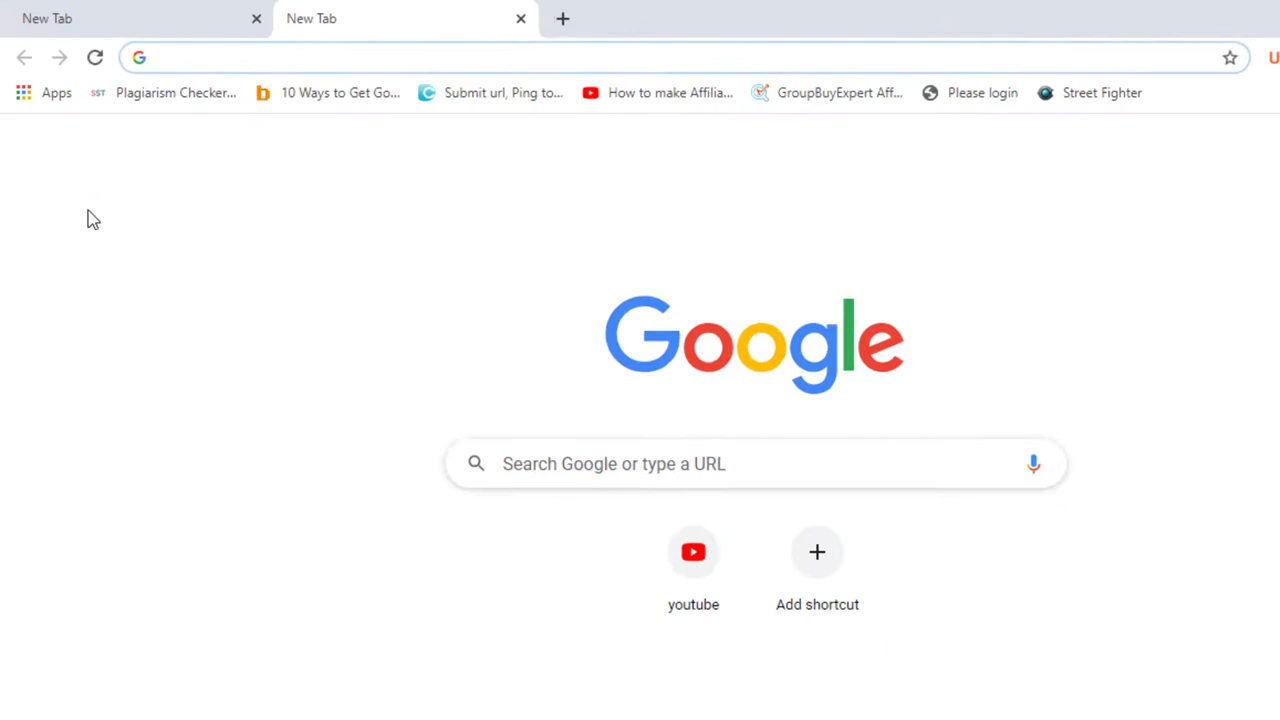 New Tab
New Tab
Apps
SST Plagiarism Checker...
10 Ways to Get Go...
Submit url, Ping to...
How to make Affilia...
GroupBuyExpert Aff...
Please login
Street Fighter
U
Google
Search Google or type a URL
youtube
Add shortcut